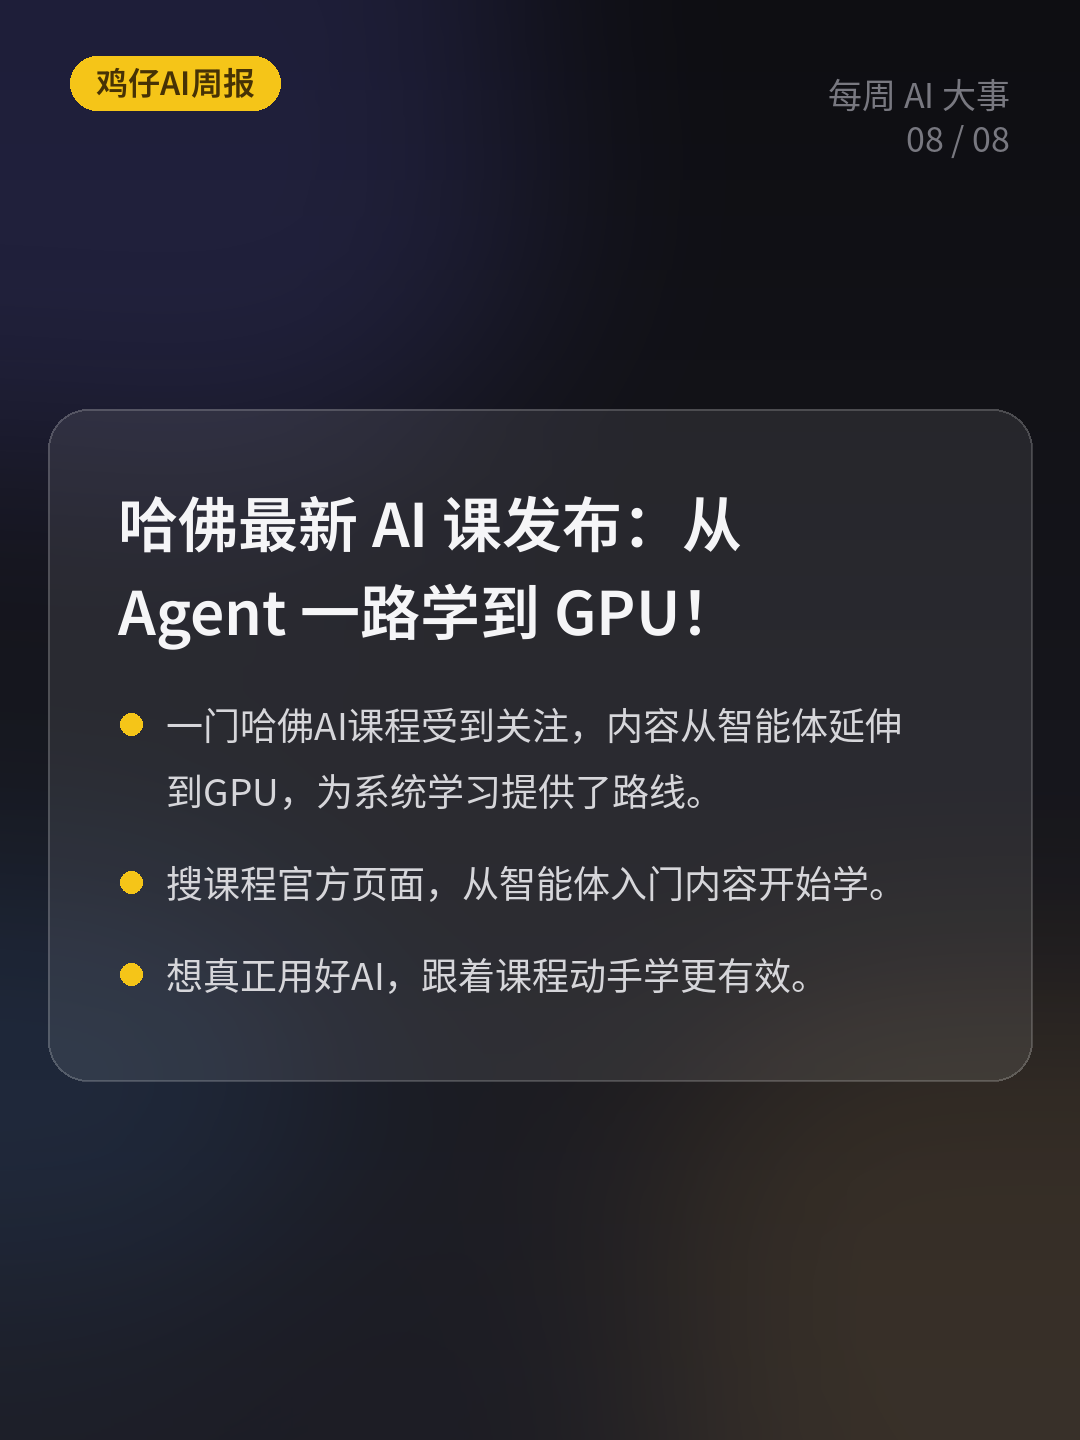 鸡仔AI周报
每周 AI 大事
08 / 08
哈佛最新 AI 课发布：从
Agent 一路学到 GPU！
一门哈佛AI课程受到关注，内容从智能体延伸
到GPU，为系统学习提供了路线。
搜课程官方页面，从智能体入门内容开始学。
想真正用好AI，跟着课程动手学更有效。